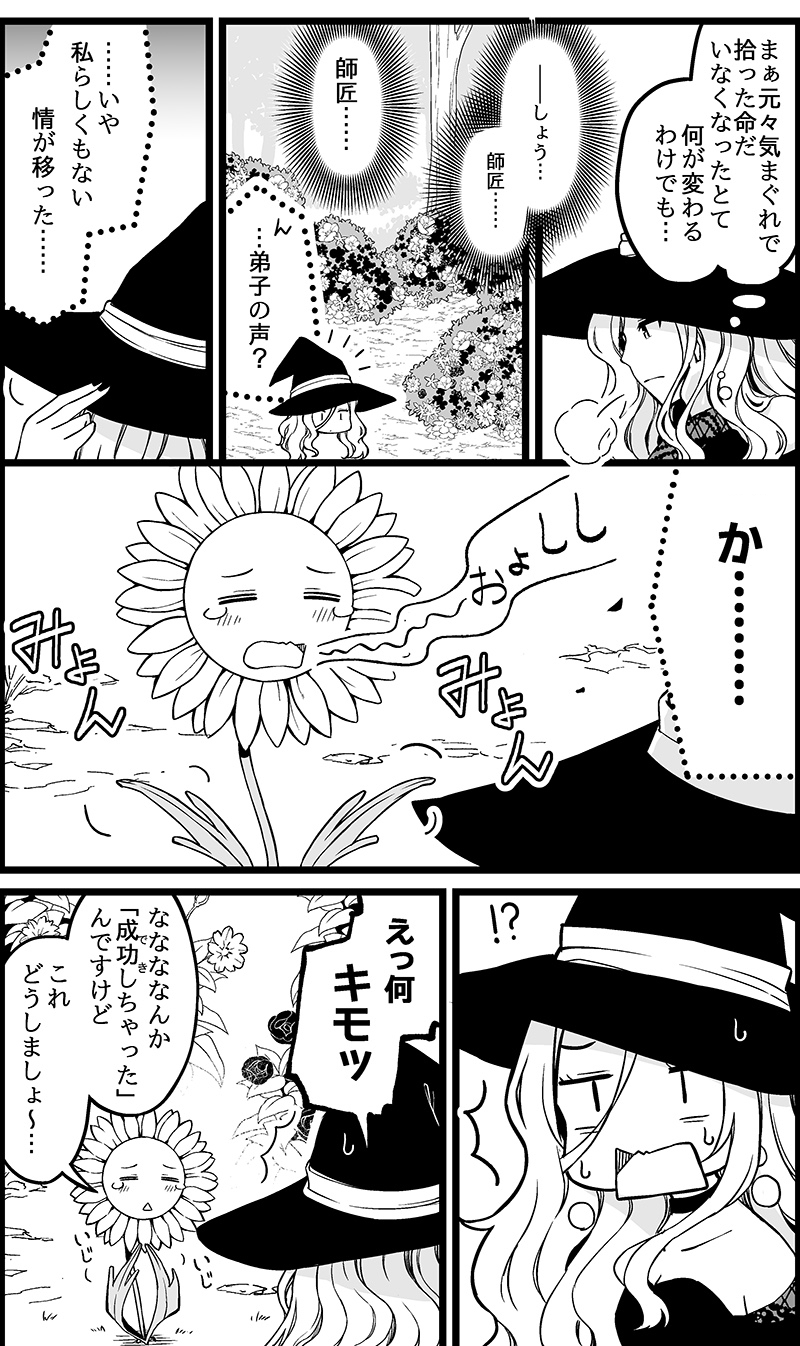 まぁ元々気まぐれで
拾った命だ
いなくなったとて
何が変わる
わけでも…
――しょう…
師匠…
師匠……
ん
…弟子の声？
……いや
私らしくもない
情が移った……
か………
ししょお
みょん
みょん
!?
えっ何
キモッ
なななななんか
「成功しちゃった」
でき
んですけど
これ
どうしましょ～…
いじ～
いじ